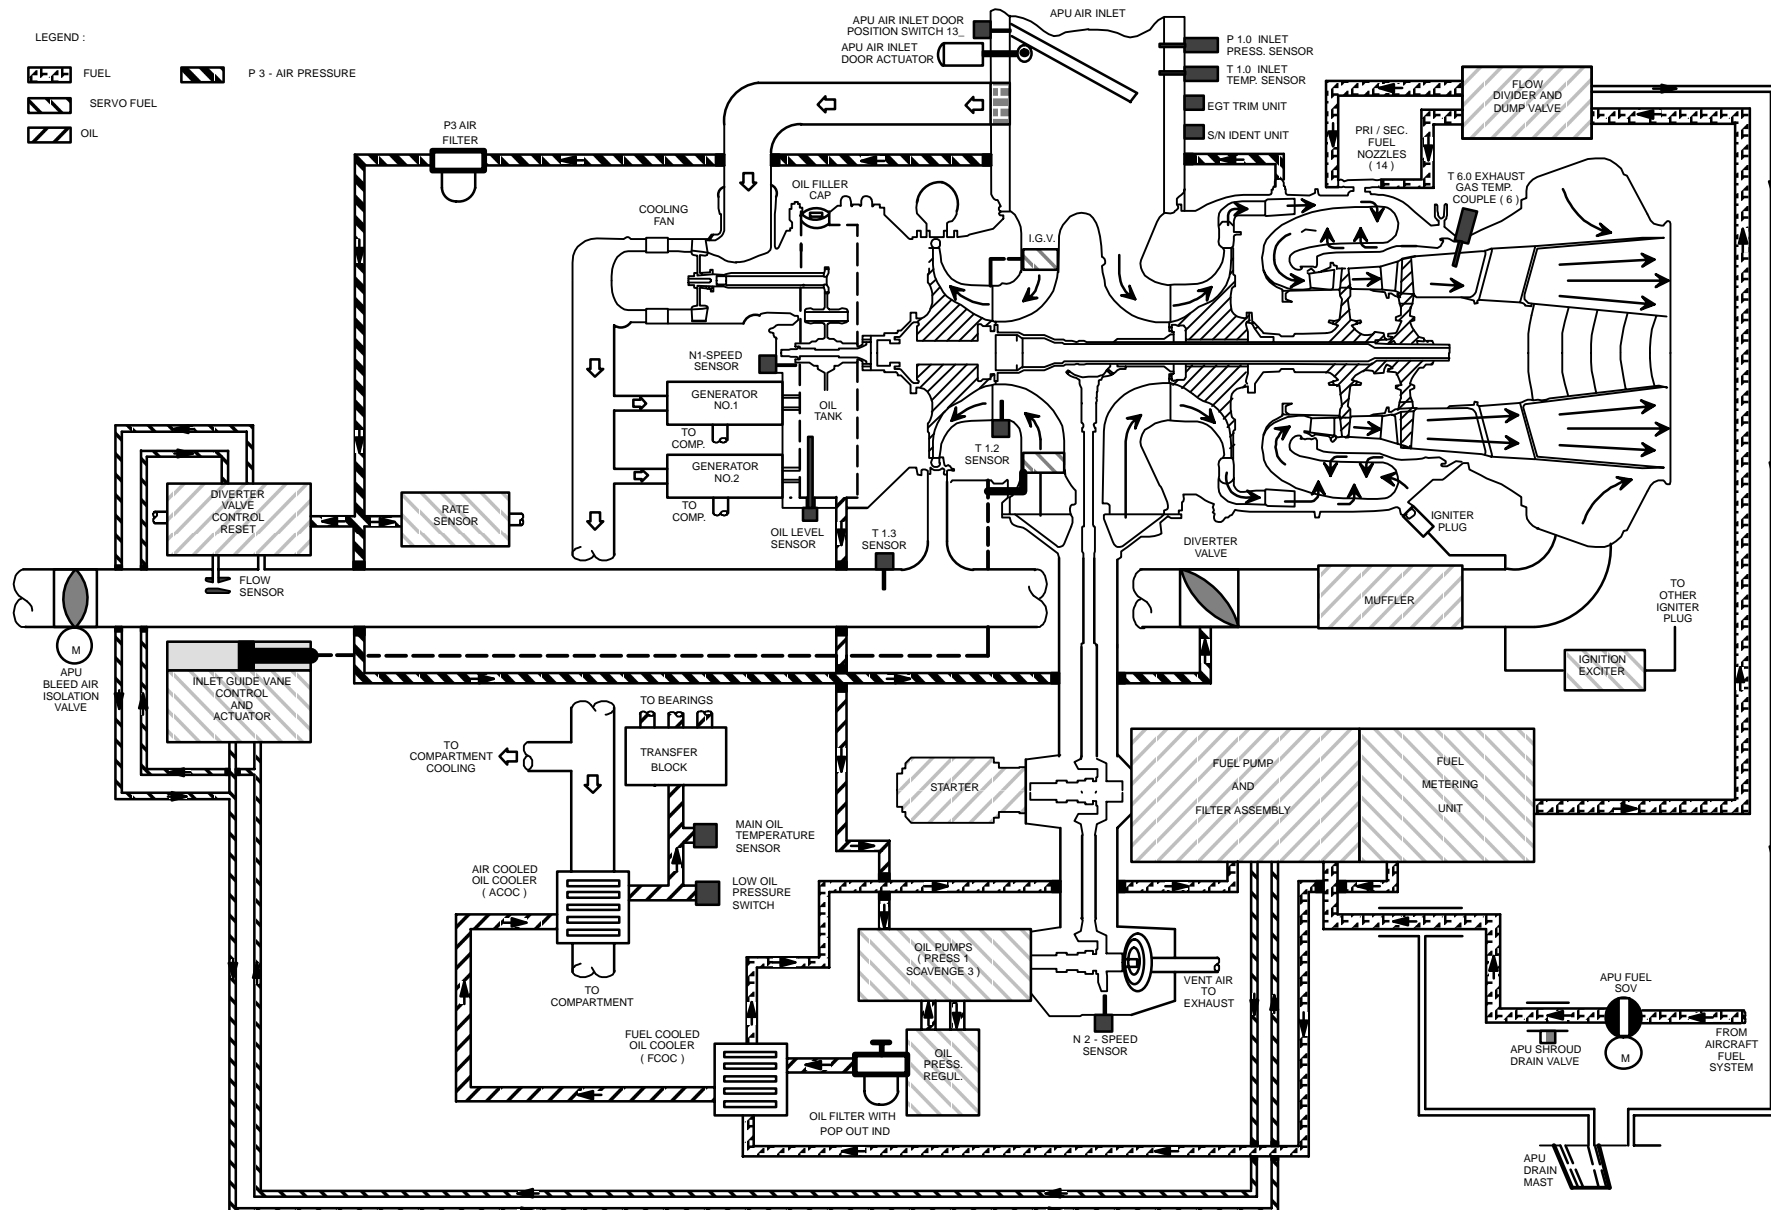 LEGEND :
FUEL
P 3 - AIR PRESSURE
SERVO FUEL
OIL
P3 AIR
FILTER
APU AIR INLET DOOR
POSITION SWITCH 13_
APU AIR INLET
DOOR ACTUATOR
APU AIR INLET
P 1.0 INLET
PRESS. SENSOR
T 1.0 INLET
TEMP. SENSOR
EGT TRIM UNIT
S/N IDENT UNIT
FLOW
DIVIDER AND
DUMP VALVE
PRI / SEC.
FUEL
NOZZLES
( 14 )
T 6.0 EXHAUST
GAS TEMP.
COUPLE ( 6 )
OIL FILLER
CAP
COOLING
FAN
I.G.V.
N1-SPEED
SENSOR
GENERATOR
NO.1
TO
COMP.
GENERATOR
NO.2
TO
COMP.
OIL
TANK
T 1.2
SENSOR
OIL LEVEL
SENSOR
T 1.3
SENSOR
DIVERTER
VALVE
CONTROL
RESET
RATE
SENSOR
FLOW
SENSOR
DIVERTER
VALVE
IGNITER
PLUG
MUFFLER
TO
OTHER
IGNITER
PLUG
IGNITION
EXCITER
M
APU
BLEED AIR
ISOLATION
VALVE
INLET GUIDE VANE
CONTROL
AND
ACTUATOR
TO
COMPARTMENT
COOLING
TO BEARINGS
TRANSFER
BLOCK
STARTER
FUEL PUMP
AND
FILTER ASSEMBLY
FUEL
METERING
UNIT
MAIN OIL
TEMPERATURE
SENSOR
LOW OIL
PRESSURE
SWITCH
AIR COOLED
OIL COOLER
( ACOC )
TO
COMPARTMENT
OIL PUMPS
( PRESS 1
SCAVENGE 3 )
VENT AIR
TO
EXHAUST
N 2 - SPEED
SENSOR
FUEL COOLED
OIL COOLER
( FCOC )
OIL
PRESS.
REGUL.
OIL FILTER WITH
POP OUT IND
APU FUEL
SOV
M
APU SHROUD
DRAIN VALVE
FROM
AIRCRAFT
FUEL
SYSTEM
APU
DRAIN
MAST